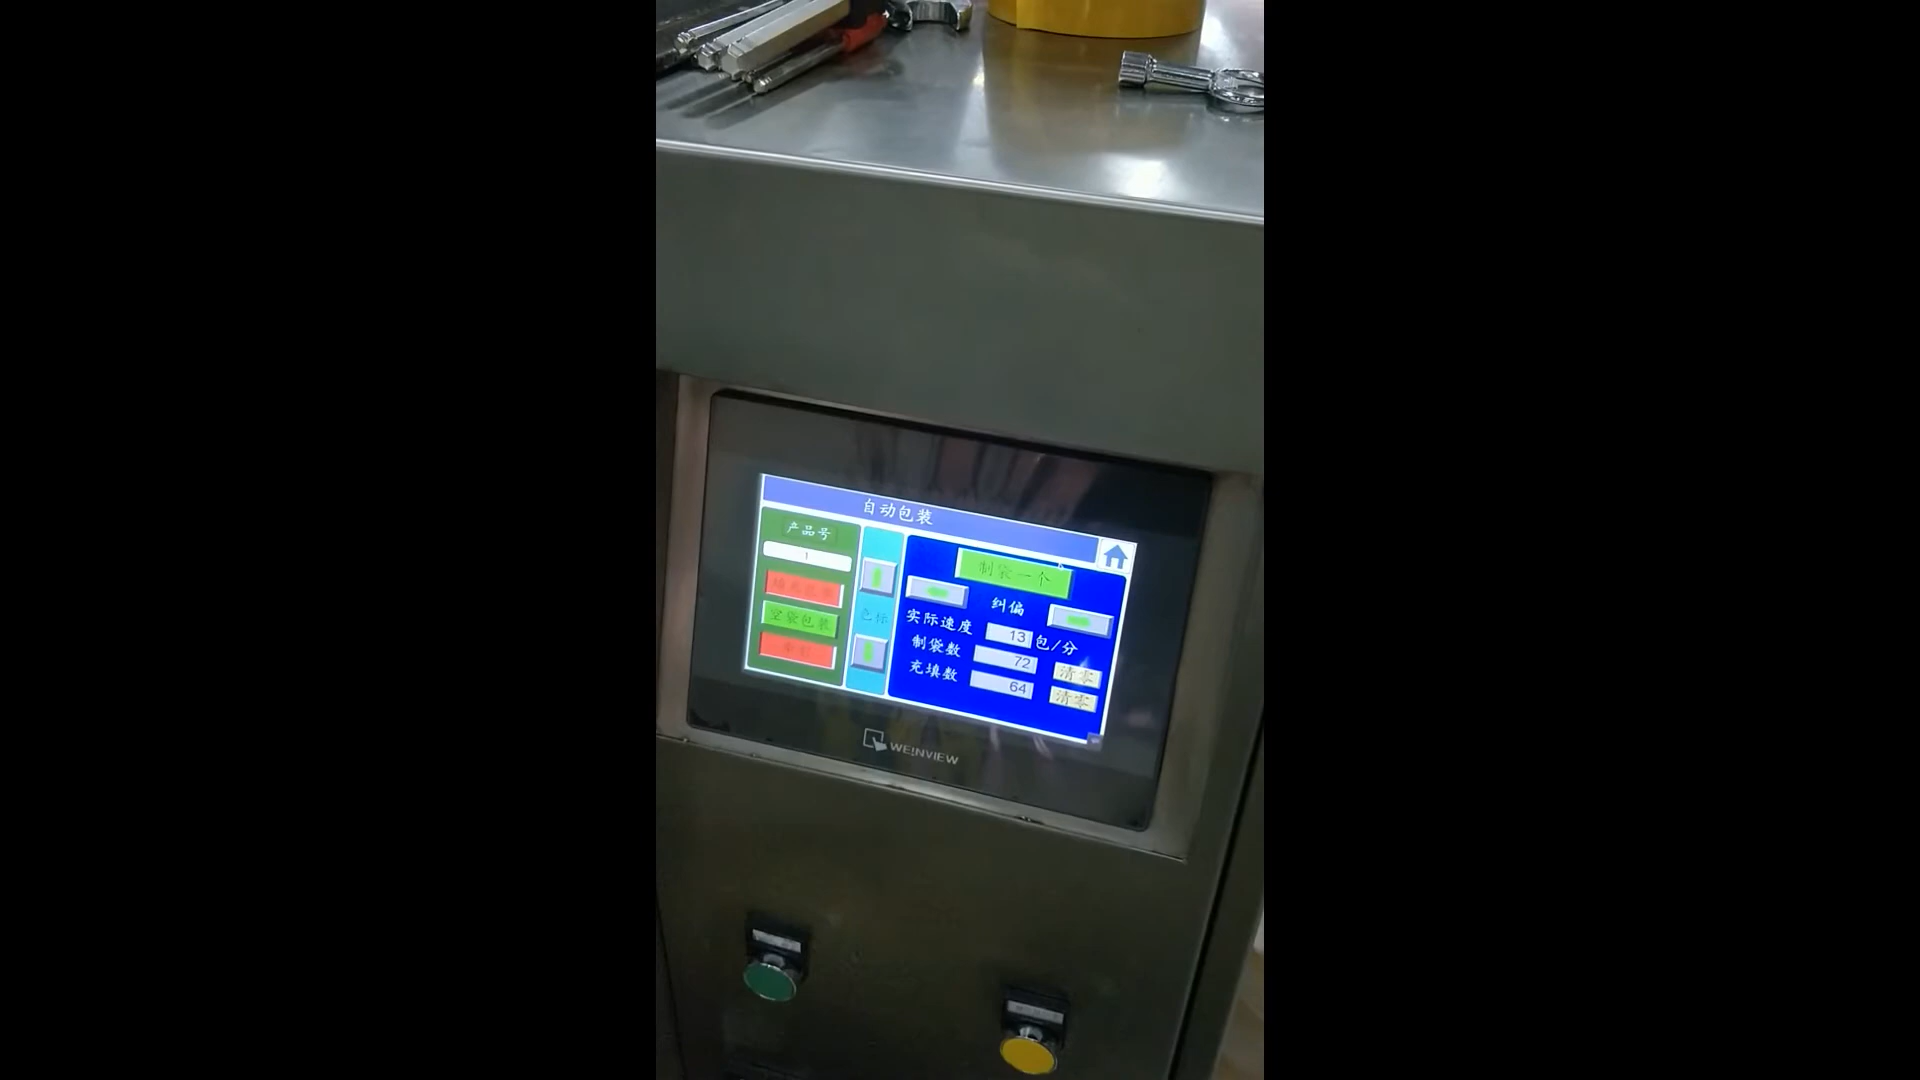 自动包装
产品号
1
空袋包装
色标
制袋一个
纠偏
实际速度 13 包/分
制袋数 72 清零
充填数 64 清零
WEINVIEW